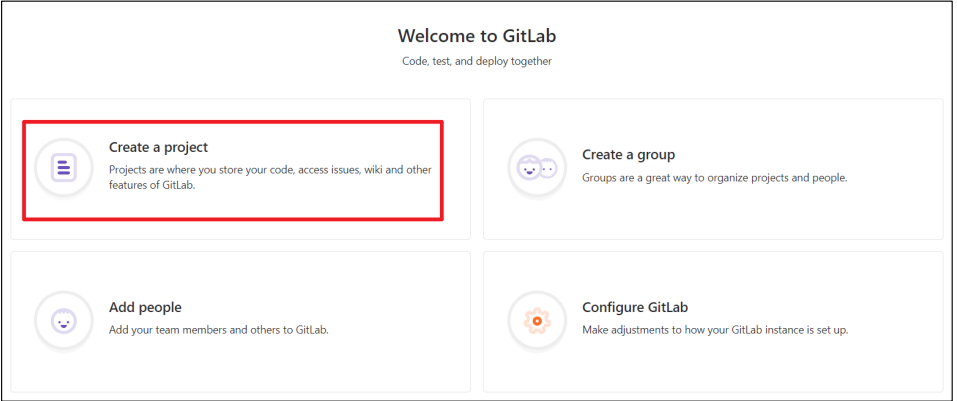 Welcome to GitLab
Code, test, and deploy together
Create a project
Projects are where you store your code, access issues, wiki and other
features of GitLab.
Create a group
Groups are a great way to organize projects and people.
Add people
Add your team members and others to GitLab.
Configure GitLab
Make adjustments to how your GitLab instance is set up.